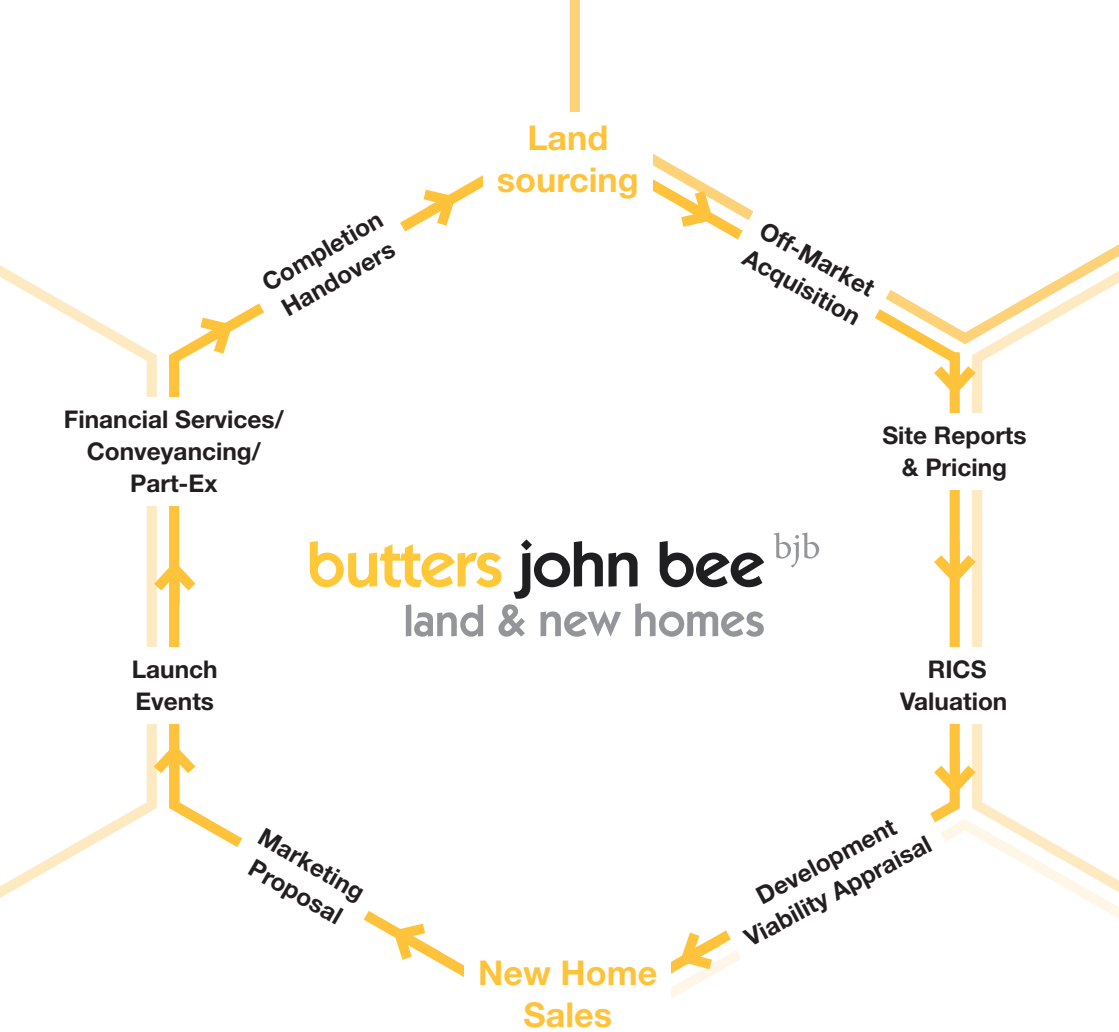 Land
sourcing
Off-Market
Acquisition
Site Reports
& Pricing
RICS
Valuation
Development
Viability Appraisal
New Home
Sales
Marketing
Proposal
Launch
Events
Financial Services/
Conveyancing/
Part-Ex
Completion
Handovers
butters john bee bjb
land & new homes